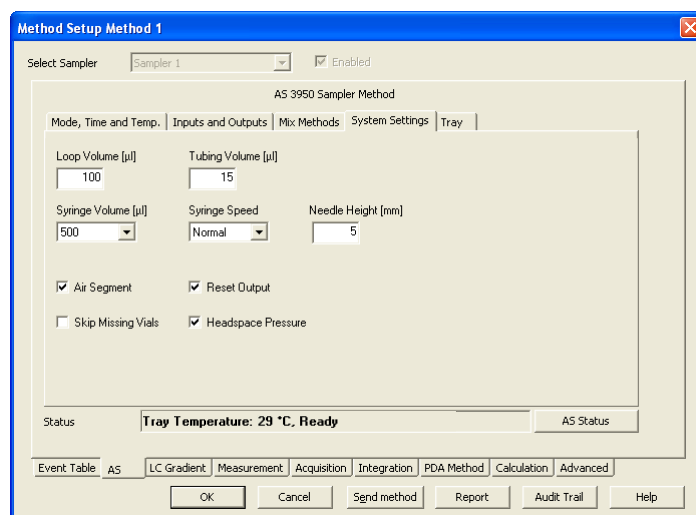 Method Setup Method 1
Select Sampler Sampler 1 Enabled
AS 3950 Sampler Method
Mode, Time and Temp. Inputs and Outputs Mix Methods System Settings Tray
Loop Volume [µl] Tubing Volume [µl]
100 15
Syringe Volume [µl] Syringe Speed Needle Height [mm]
500 Normal 5
Air Segment Reset Output
Skip Missing Vials Headspace Pressure
Status Tray Temperature: 29 °C, Ready AS Status
Event Table AS LC Gradient Measurement Acquisition Integration PDA Method Calculation Advanced
OK Cancel Send method Report Audit Trail Help